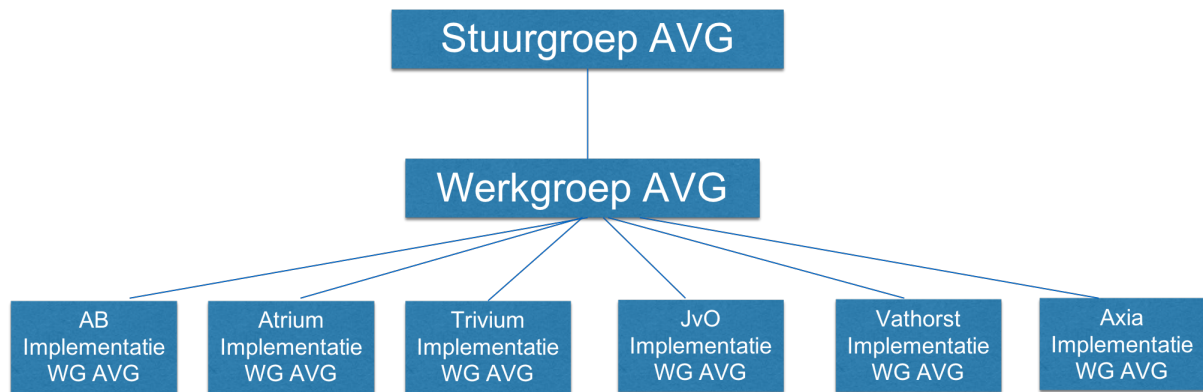 Stuurgroep AVG
Werkgroep AVG
AB
Implementatie
WG AVG
Atrium
Implementatie
WG AVG
Trivium
Implementatie
WG AVG
JvO
Implementatie
WG AVG
Vathorst
Implementatie
WG AVG
Axia
Implementatie
WG AVG